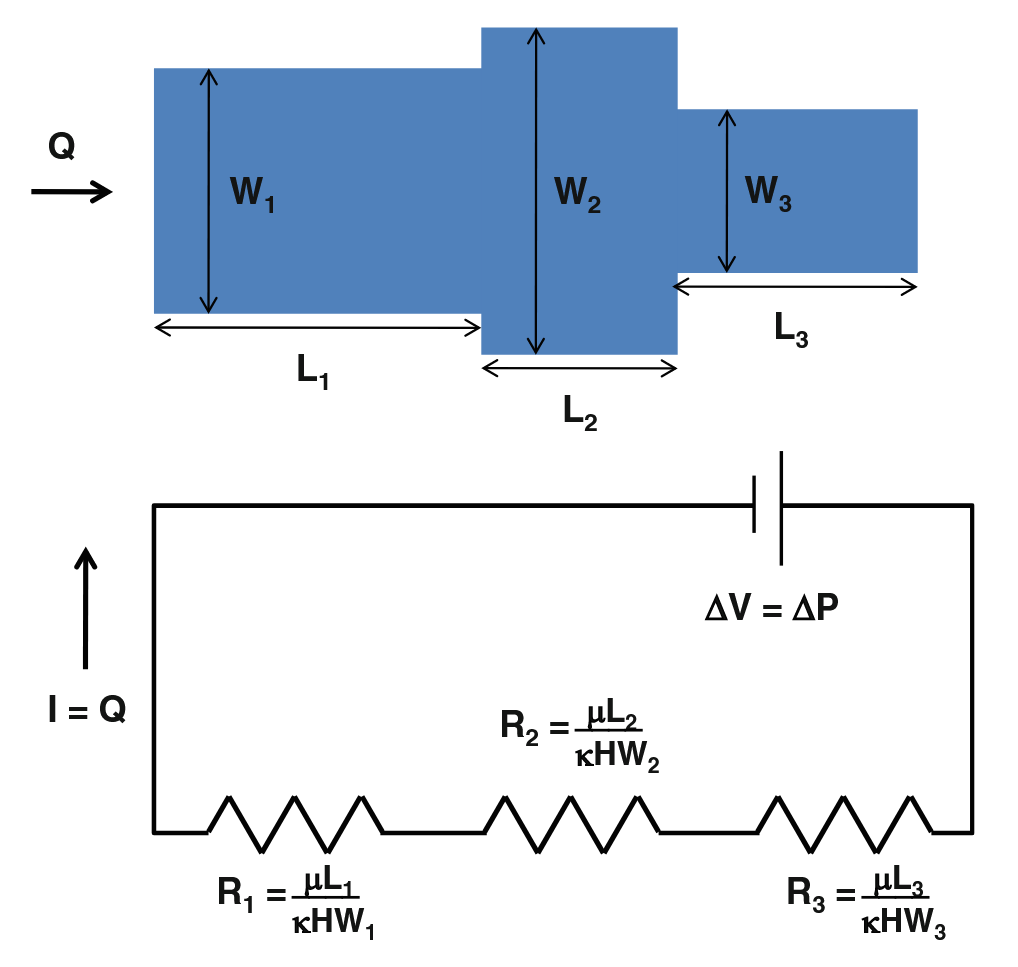 Q
W₁
W₂
W₃
L₁
L₂
L₃
ΔV = ΔP
I = Q
R₂ = μL₂/κHW₂
R₁ = μL₁/κHW₁
R₃ = μL₃/κHW₃